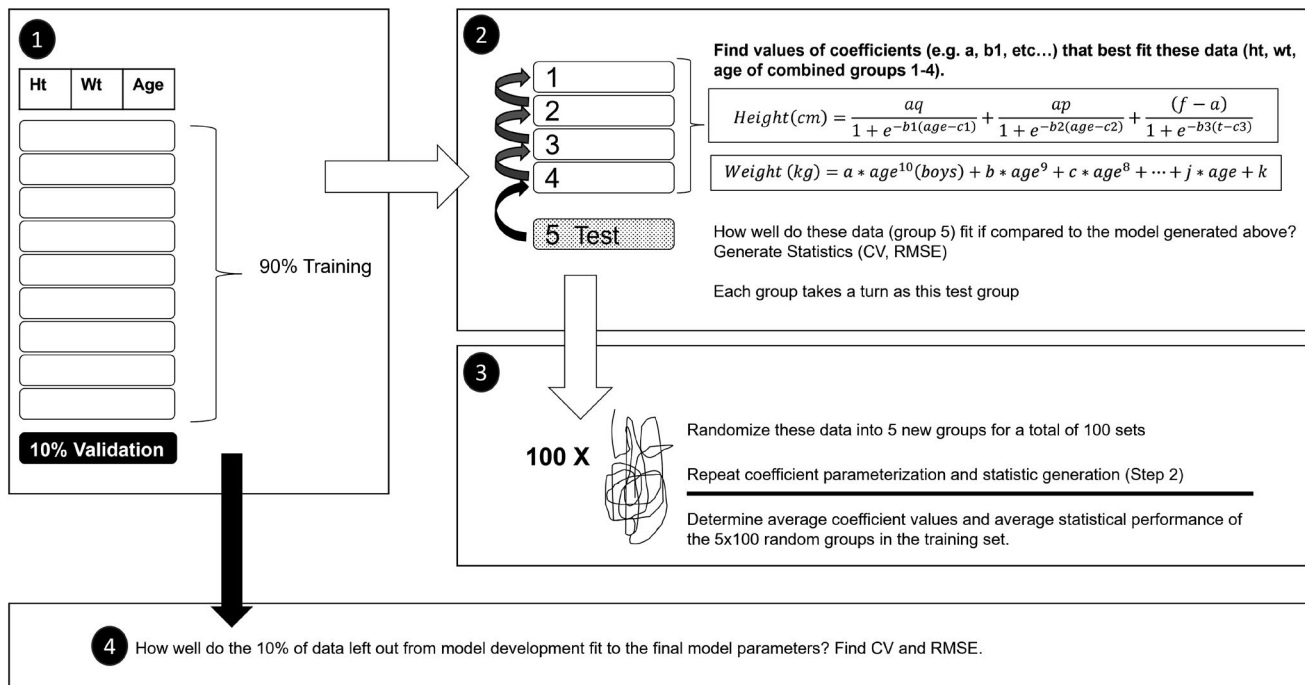 1
Ht Wt Age
90% Training
10% Validation
2
1
2
3
4
5 Test
Find values of coefficients (e.g. a, b1, etc…) that best fit these data (ht, wt,
age of combined groups 1-4).
Height(cm) = aq / (1 + e^{-b1(age-c1)}) + ap / (1 + e^{-b2(age-c2)}) + (f - a) / (1 + e^{-b3(t-c3)})
Weight (kg) = a * age^{10}(boys) + b * age^9 + c * age^8 + ⋯ + j * age + k
How well do these data (group 5) fit if compared to the model generated above?
Generate Statistics (CV, RMSE)
Each group takes a turn as this test group
3
100 X
Randomize these data into 5 new groups for a total of 100 sets
Repeat coefficient parameterization and statistic generation (Step 2)
Determine average coefficient values and average statistical performance of
the 5x100 random groups in the training set.
4
How well do the 10% of data left out from model development fit to the final model parameters? Find CV and RMSE.